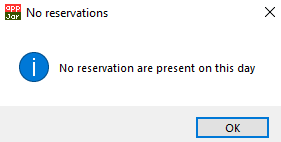 app
Jar
No reservations
No reservation are present on this day
OK